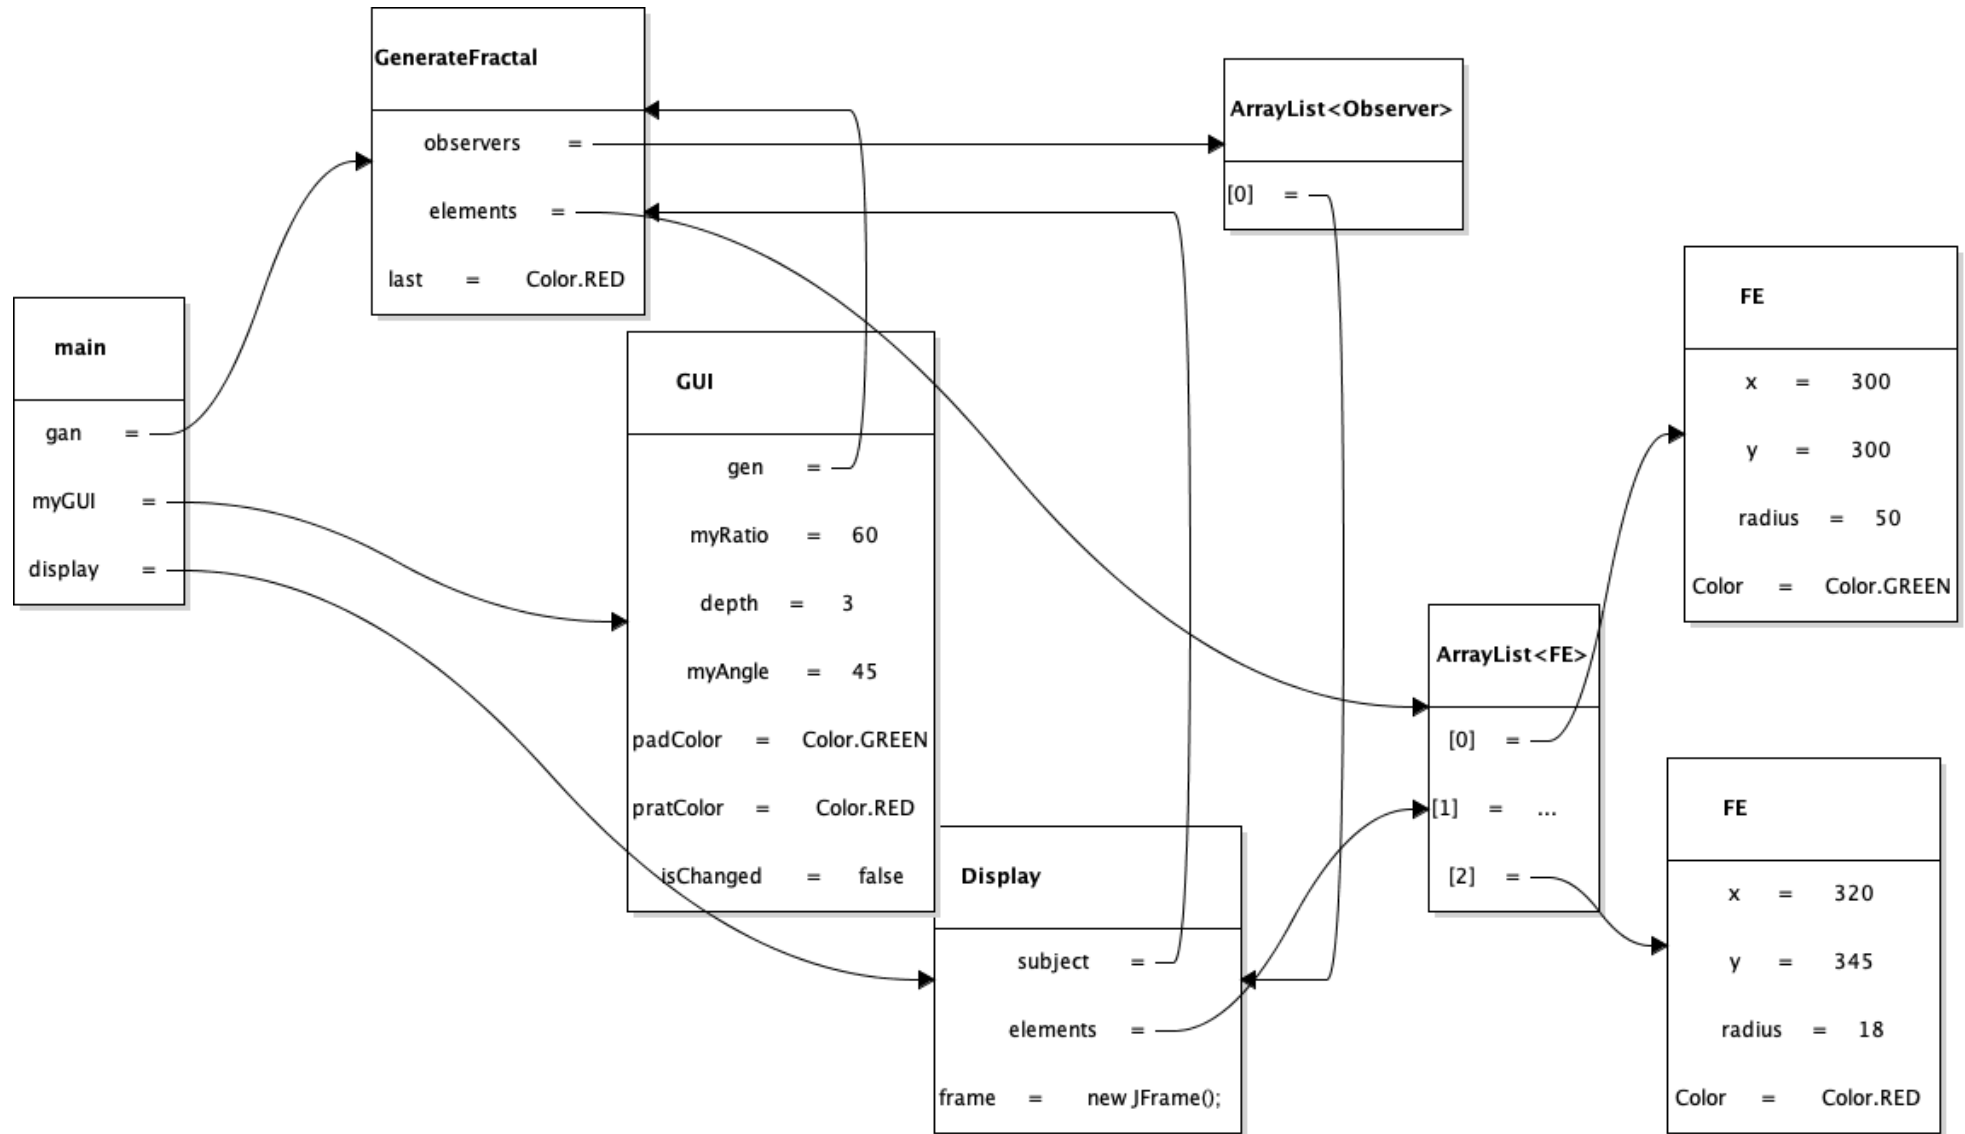 GenerateFractal
observers =
elements =
last = Color.RED
ArrayList<Observer>
[0] =
main
gan =
myGUI =
display =
GUI
gen =
myRatio = 60
depth = 3
myAngle = 45
padColor = Color.GREEN
pratColor = Color.RED
isChanged = false
Display
subject =
elements =
frame = new JFrame();
ArrayList<FE>
[0] =
[1] = ...
[2] =
FE
x = 300
y = 300
radius = 50
Color = Color.GREEN
FE
x = 320
y = 345
radius = 18
Color = Color.RED